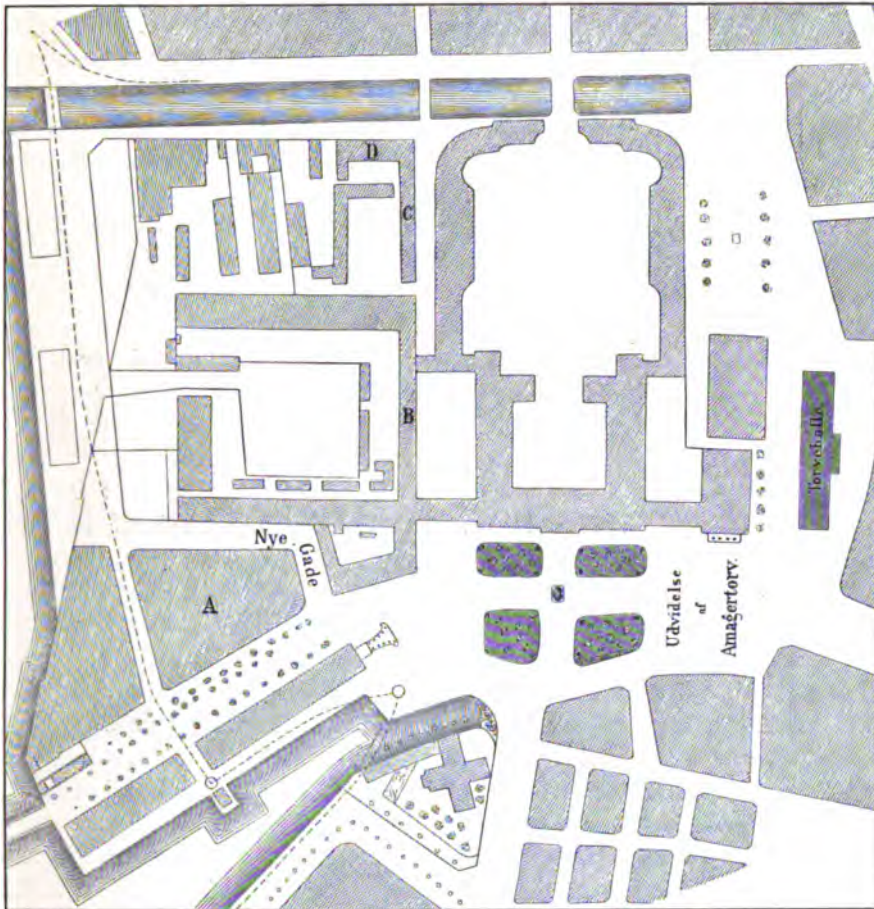 D
C
B
Torvehalle.
Nye
Gade
A
Udvidelse
af
Amagertorv.